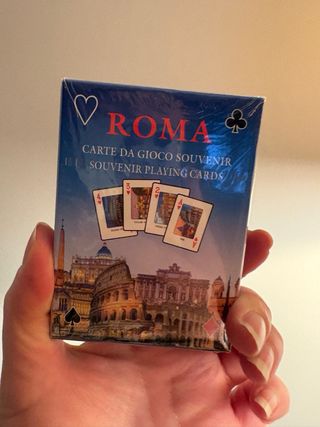 ROMA
CARTE DA GIOCO SOUVENIR
SOUVENIR PLAYING CARDS